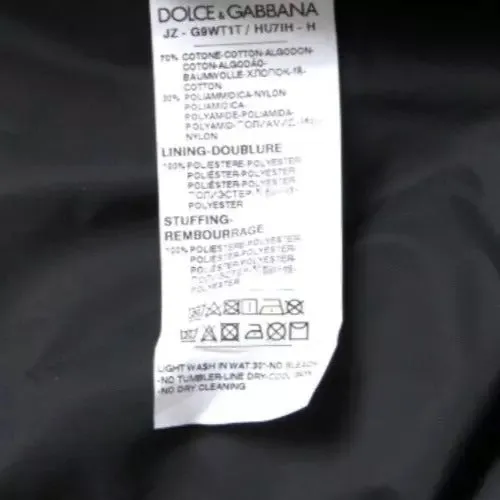 DOLCE & GABBANA
JZ - G9WT1T / HU7IH - H
70% COTONE-COTTON-ALGODON-
COTON-ALGODÃO-
BAUMWOLLE-ХЛОПОК-
COTTON
30% POLIAMMIDICA-NYLON
POLIAMIDICA-
POLYAMIDE-POLIAMIDA-
POLYAMID-
NYLON
LINING-DOUBLURE
100% POLIESTERE-POLYESTER
POLIESTER-POLYESTER
POLIÉSTER-POLYESTER
POLYESTER
STUFFING-
REMBOURRAGE
100% POLIESTERE-POLYESTER
POLIESTER-POLYESTER
POLYESTER
LIGHT WASH IN WAT.30°-NO BLEACH
-NO TUMBLER-LINE DRY-COOL
-NO DRY CLEANING